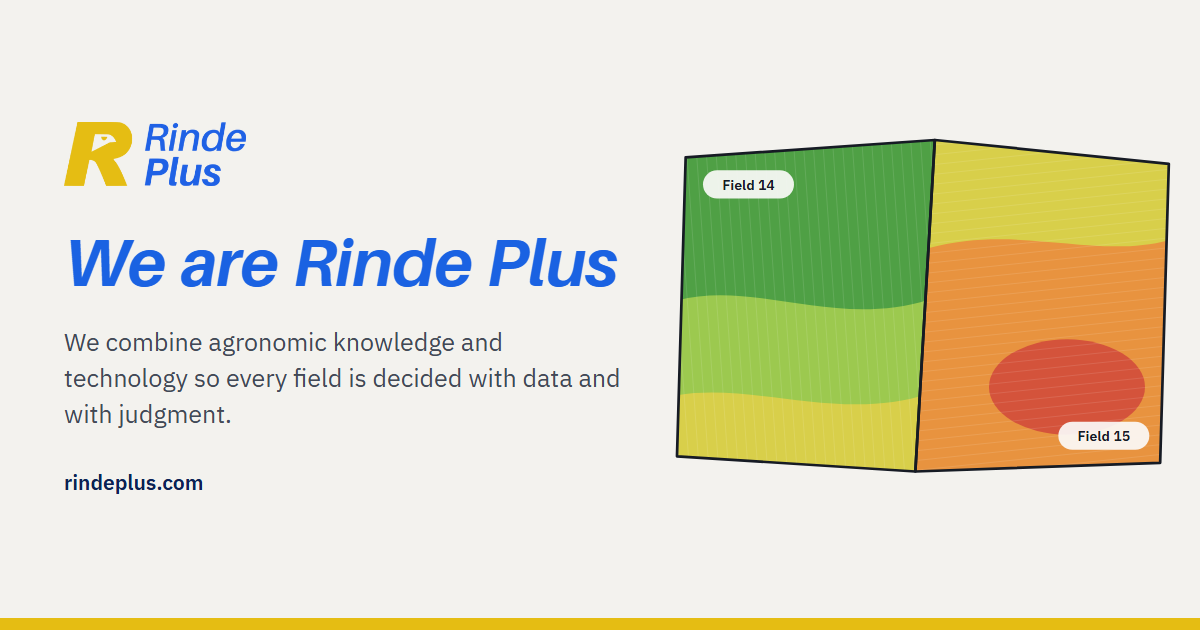 Rinde
Plus
We are Rinde Plus
We combine agronomic knowledge and
technology so every field is decided with data and
with judgment.
rindeplus.com
Field 14
Field 15